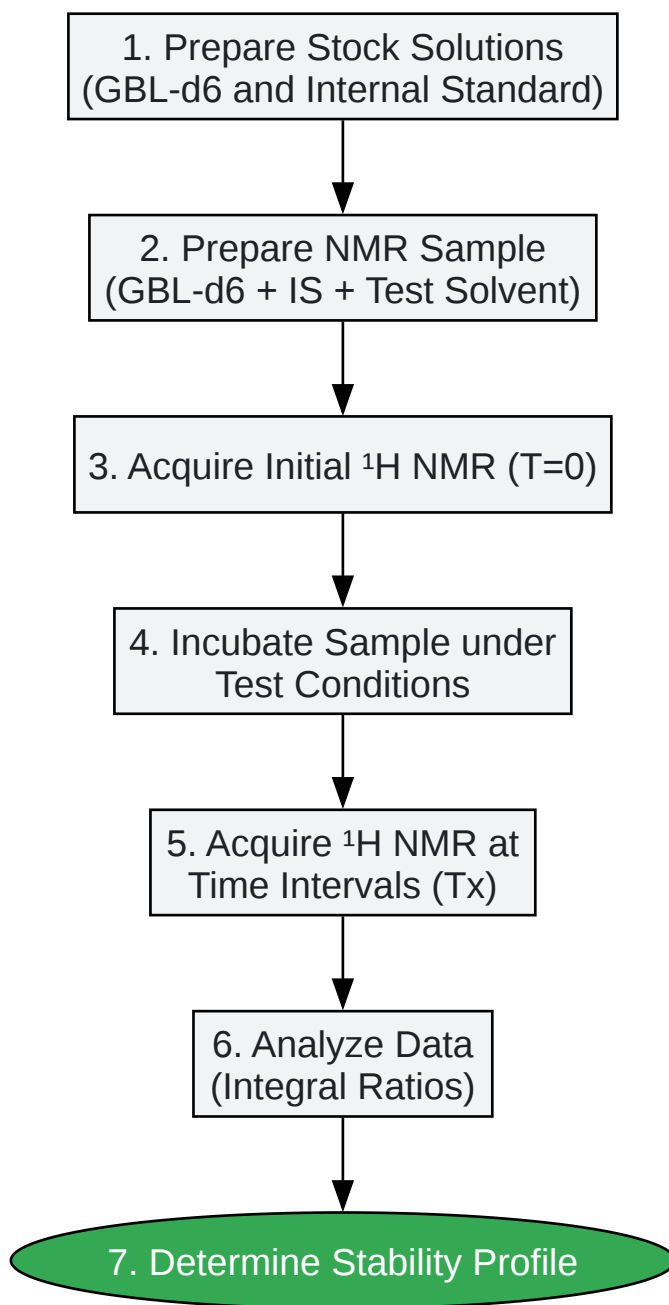 1. Prepare Stock Solutions
(GBL-d6 and Internal Standard)
2. Prepare NMR Sample
(GBL-d6 + IS + Test Solvent)
3. Acquire Initial ¹H NMR (T=0)
4. Incubate Sample under
Test Conditions
5. Acquire ¹H NMR at
Time Intervals (Tx)
6. Analyze Data
(Integral Ratios)
7. Determine Stability Profile